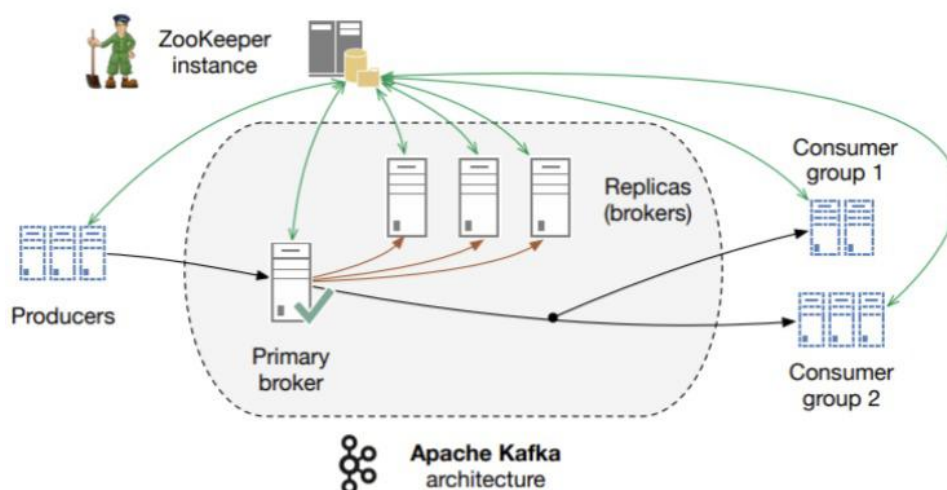 ZooKeeper
instance
Consumer
group 1
Replicas
(brokers)
Producers
Primary
broker
Consumer
group 2
Apache Kafka
architecture